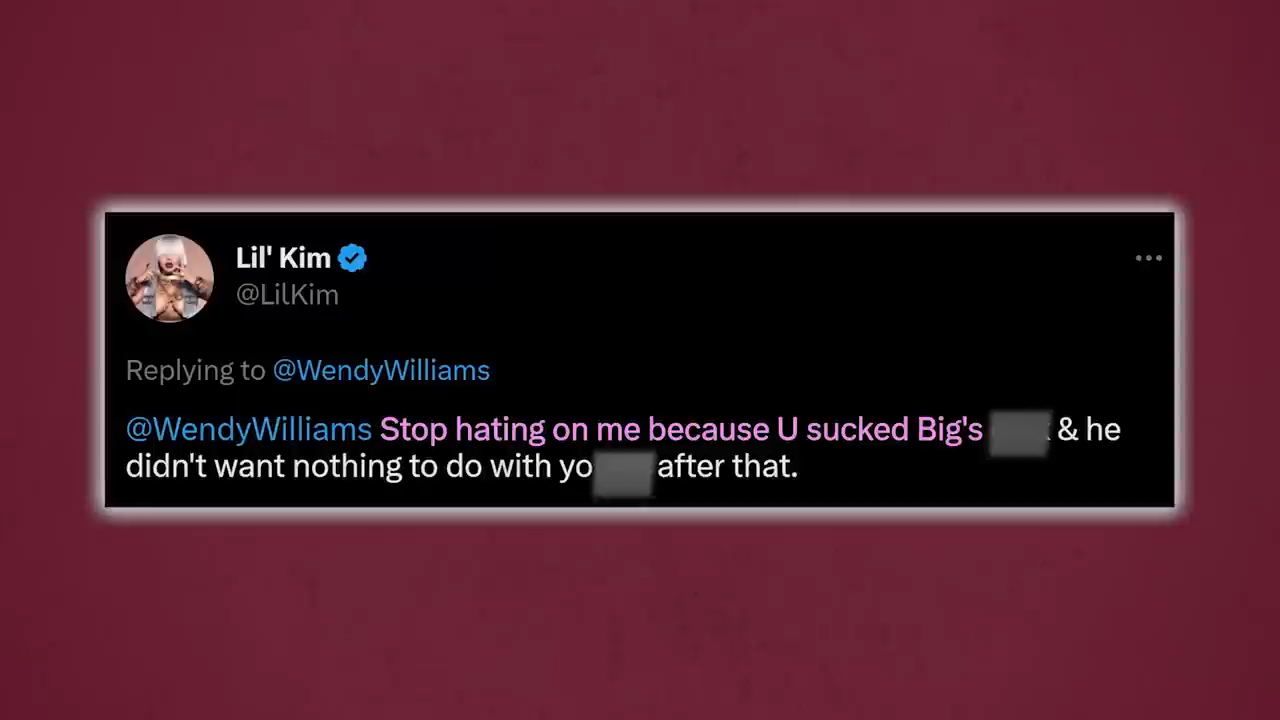 Lil' Kim
@LilKim
Replying to @WendyWilliams
@WendyWilliams Stop hating on me because U sucked Big's & he
didn't want nothing to do with yo after that.